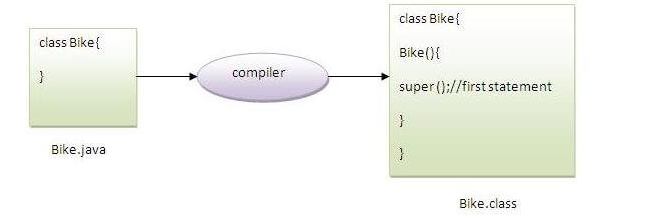 class Bike{
}
Bike.java
compiler
class Bike{
Bike(){
super();//first statement
}
}
Bike.class